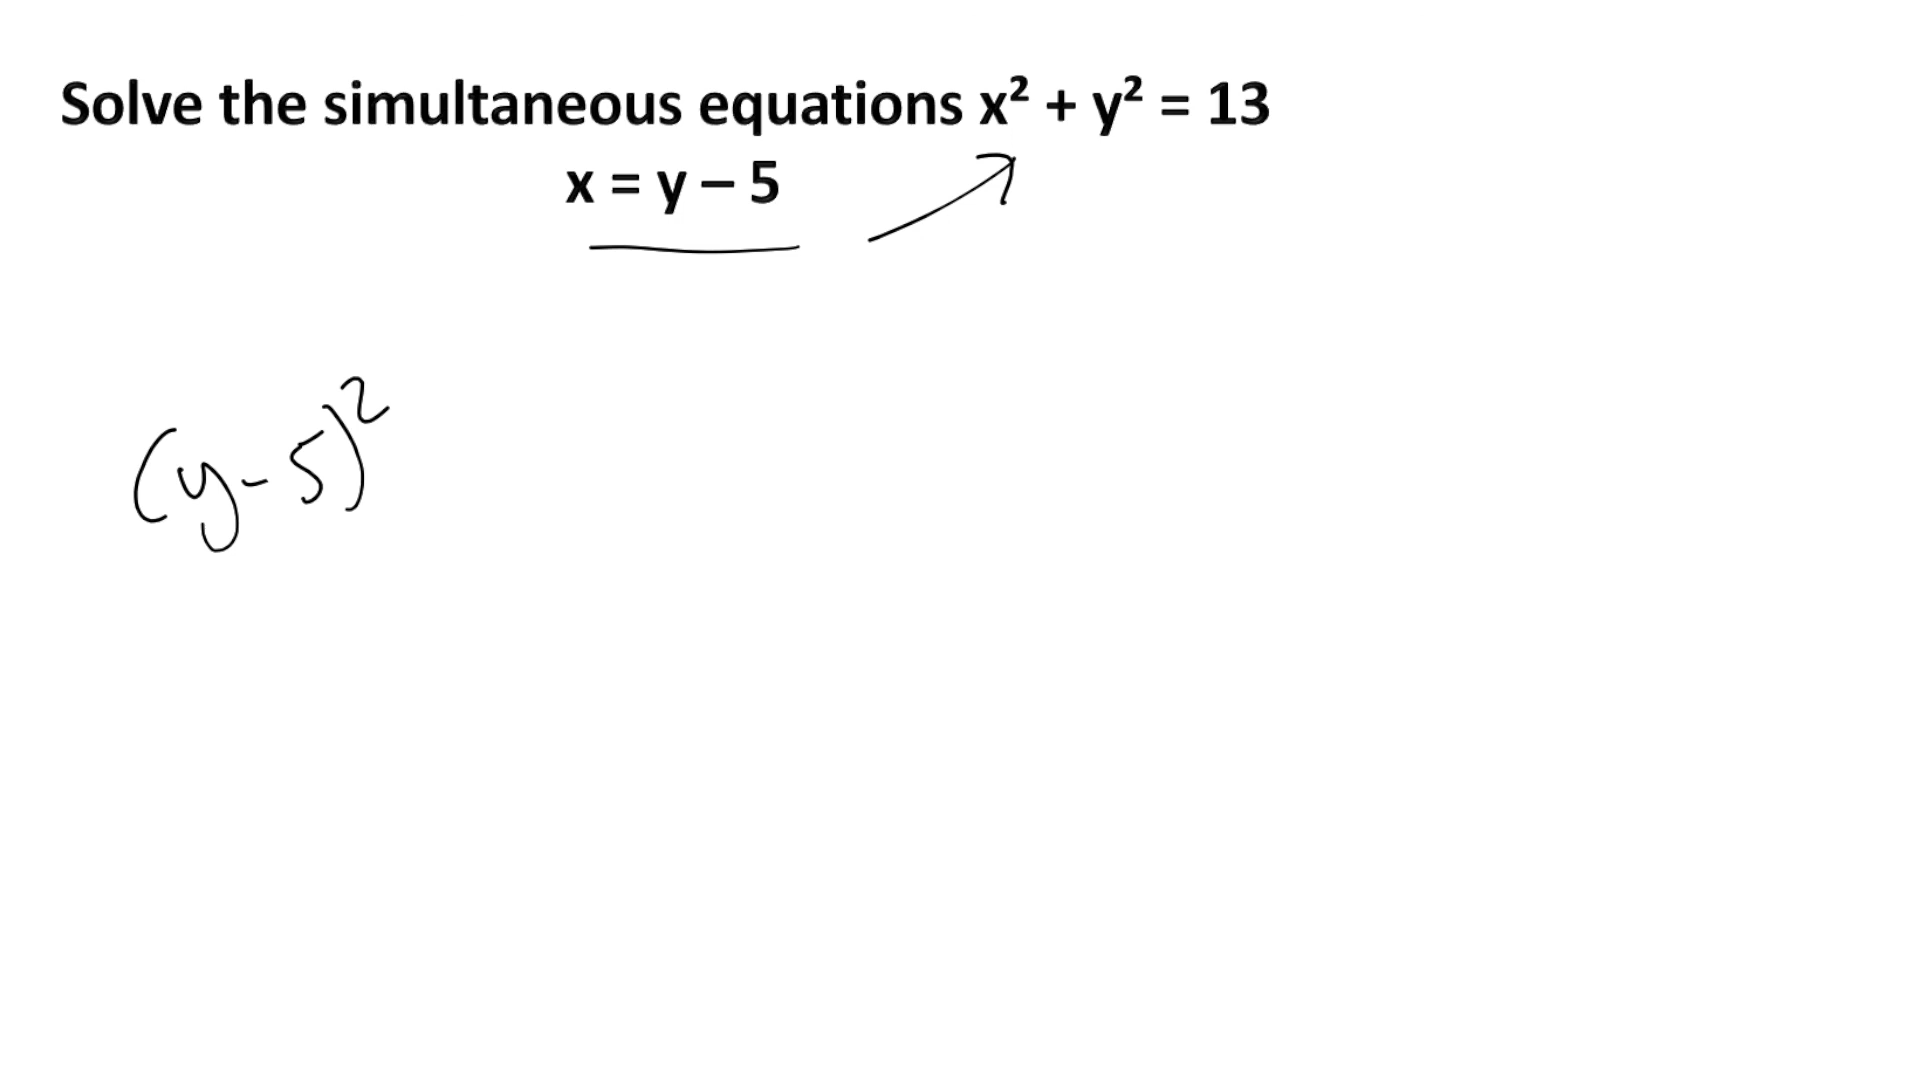 Solve the simultaneous equations x² + y² = 13
x = y – 5
(y-5)²